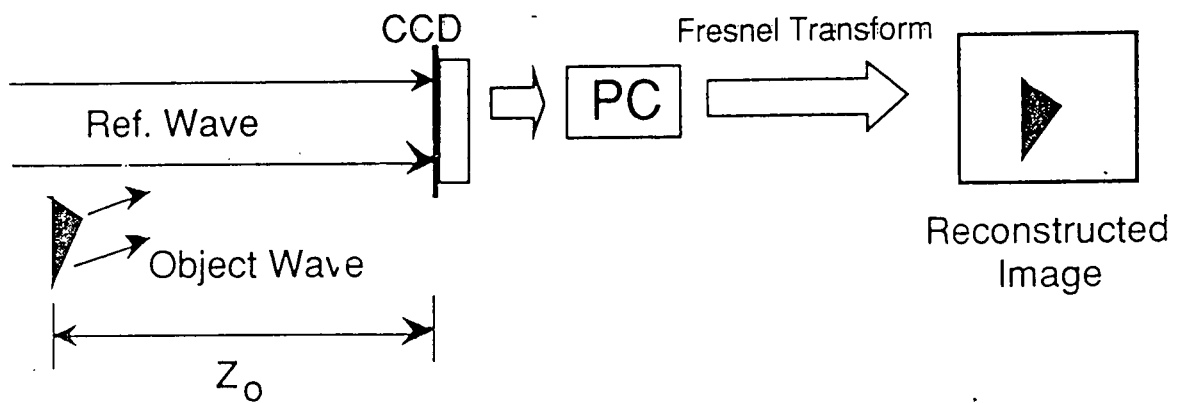 CCD
Fresnel Transform
Ref. Wave
PC
Object Wave
Reconstructed
Image
Zo